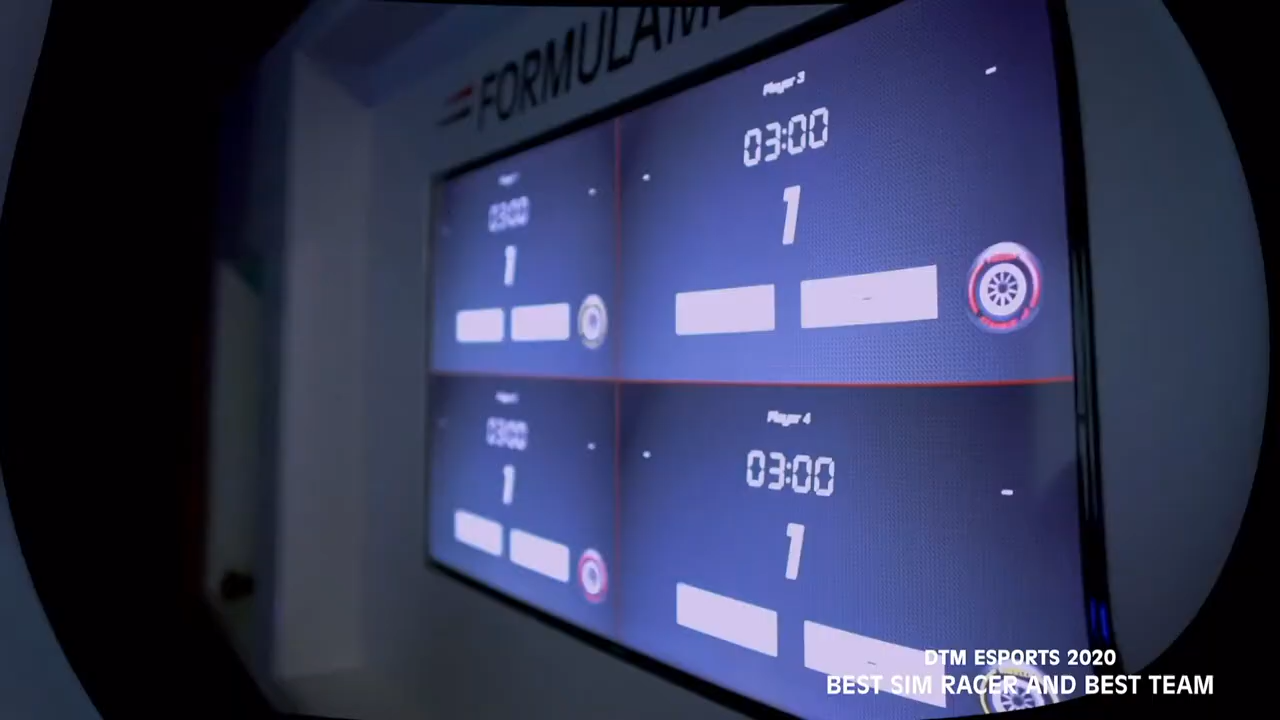 Player 3
03:00
1
03:00
1
03:00
1
Player 4
03:00
1
DTM ESPORTS 2020
BEST SIM RACER AND BEST TEAM